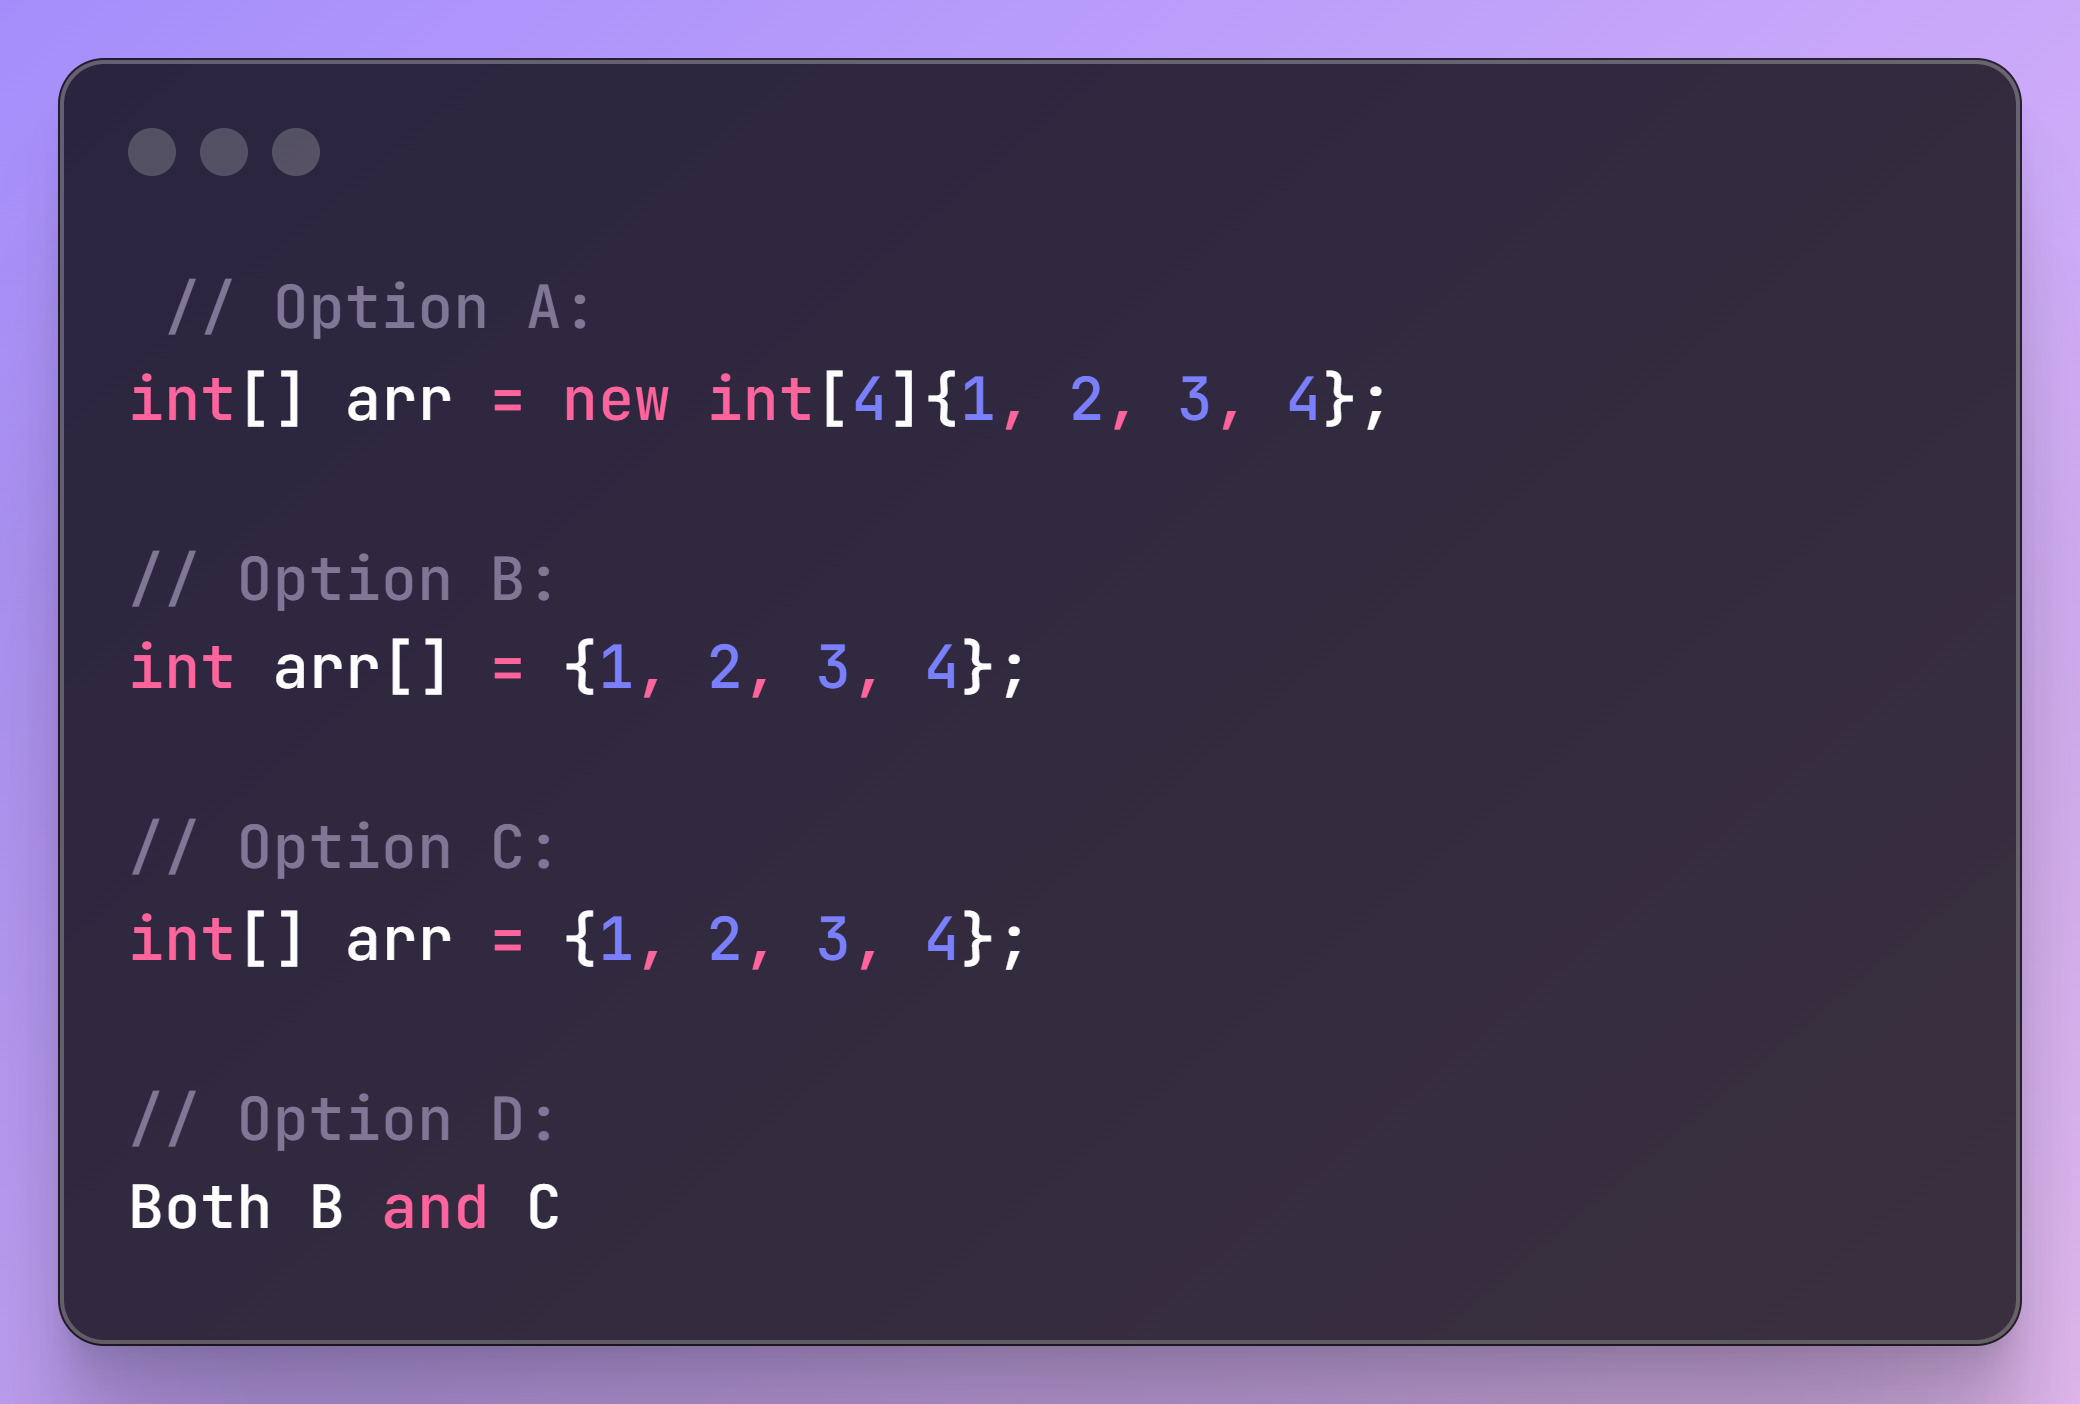 // Option A:
int[] arr = new int[4]{1, 2, 3, 4};
// Option B:
int arr[] = {1, 2, 3, 4};
// Option C:
int[] arr = {1, 2, 3, 4};
// Option D:
Both B and C